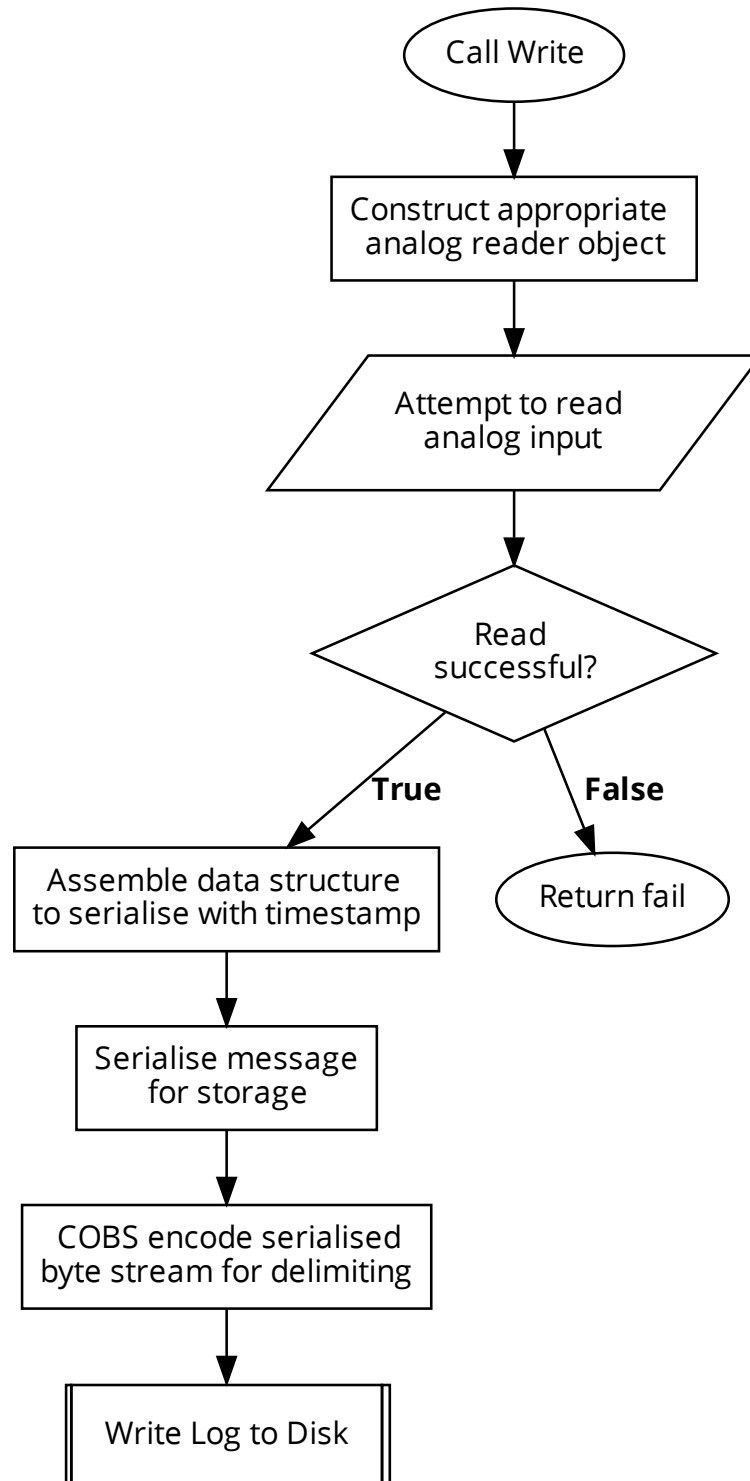 Call Write
Construct appropriate
analog reader object
Attempt to read
analog input
Read
successful?
True
False
Assemble data structure
to serialise with timestamp
Return fail
Serialise message
for storage
COBS encode serialised
byte stream for delimiting
Write Log to Disk